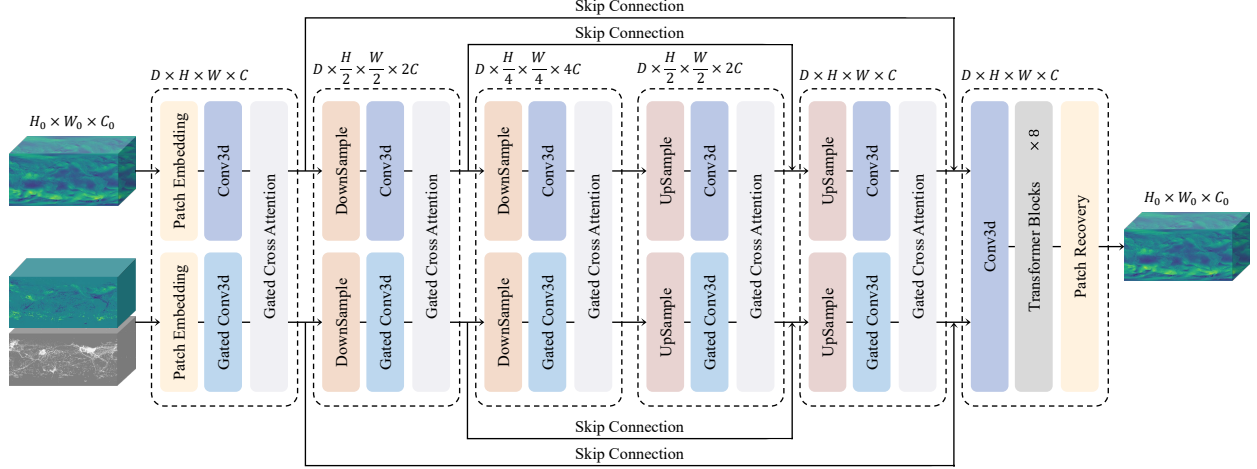 Skip Connection
Skip Connection
D × H × W × C
D × H/2 × W/2 × 2C
D × H/4 × W/4 × 4C
D × H/2 × W/2 × 2C
D × H × W × C
D × H × W × C
H₀ × W₀ × C₀
Patch Embedding
Conv3d
Gated Cross Attention
DownSample
Conv3d
Gated Cross Attention
DownSample
Conv3d
Gated Cross Attention
UpSample
Conv3d
Gated Cross Attention
UpSample
Conv3d
Gated Cross Attention
Conv3d
Transformer Blocks × 8
Patch Recovery
H₀ × W₀ × C₀
Patch Embedding
Gated Conv3d
DownSample
Gated Conv3d
DownSample
Gated Conv3d
UpSample
Gated Conv3d
UpSample
Gated Conv3d
Skip Connection
Skip Connection